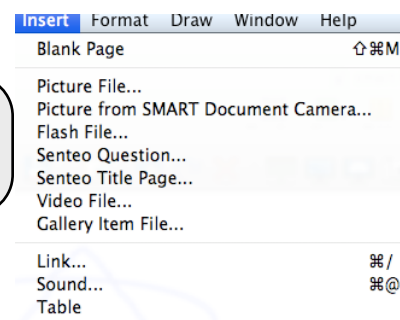 Insert Format Draw Window Help
Blank Page ⇧⌘M
Picture File...
Picture from SMART Document Camera...
Flash File...
Senteo Question...
Senteo Title Page...
Video File...
Gallery Item File...
Link... ⌘/
Sound... ⌘@
Table